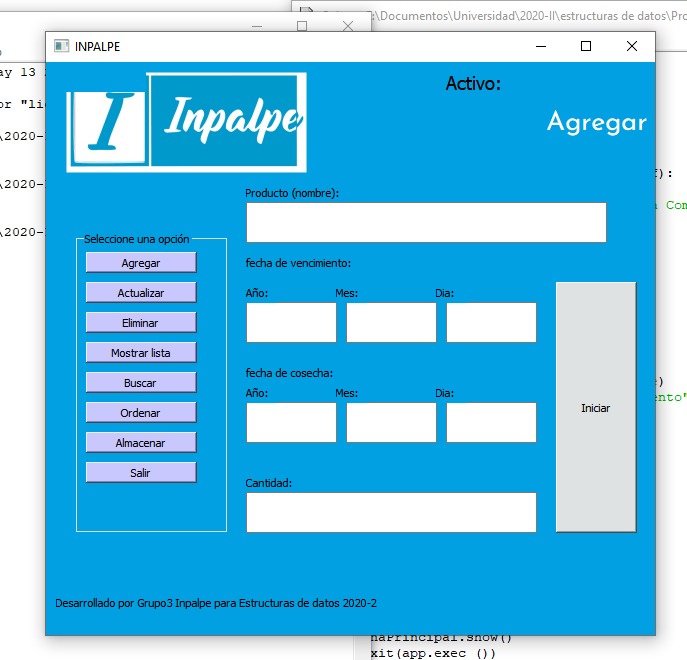 :\Documentos\Universidad\2020-II\estructuras de datos\Pro
INPALPE
ay 13
or "li
\2020-
\2020-
\2020-
I Inpalpe
Activo:
Agregar
Producto (nombre):
Seleccione una opción
Agregar
Actualizar
Eliminar
Mostrar lista
Buscar
Ordenar
Almacenar
Salir
fecha de vencimiento:
Año: Mes: Dia:
fecha de cosecha:
Año: Mes: Dia:
Cantidad:
Iniciar
Desarrollado por Grupo3 Inpalpe para Estructuras de datos 2020-2
):
Com
)
ento"
naPrincipal.show()
xit(app.exec_())